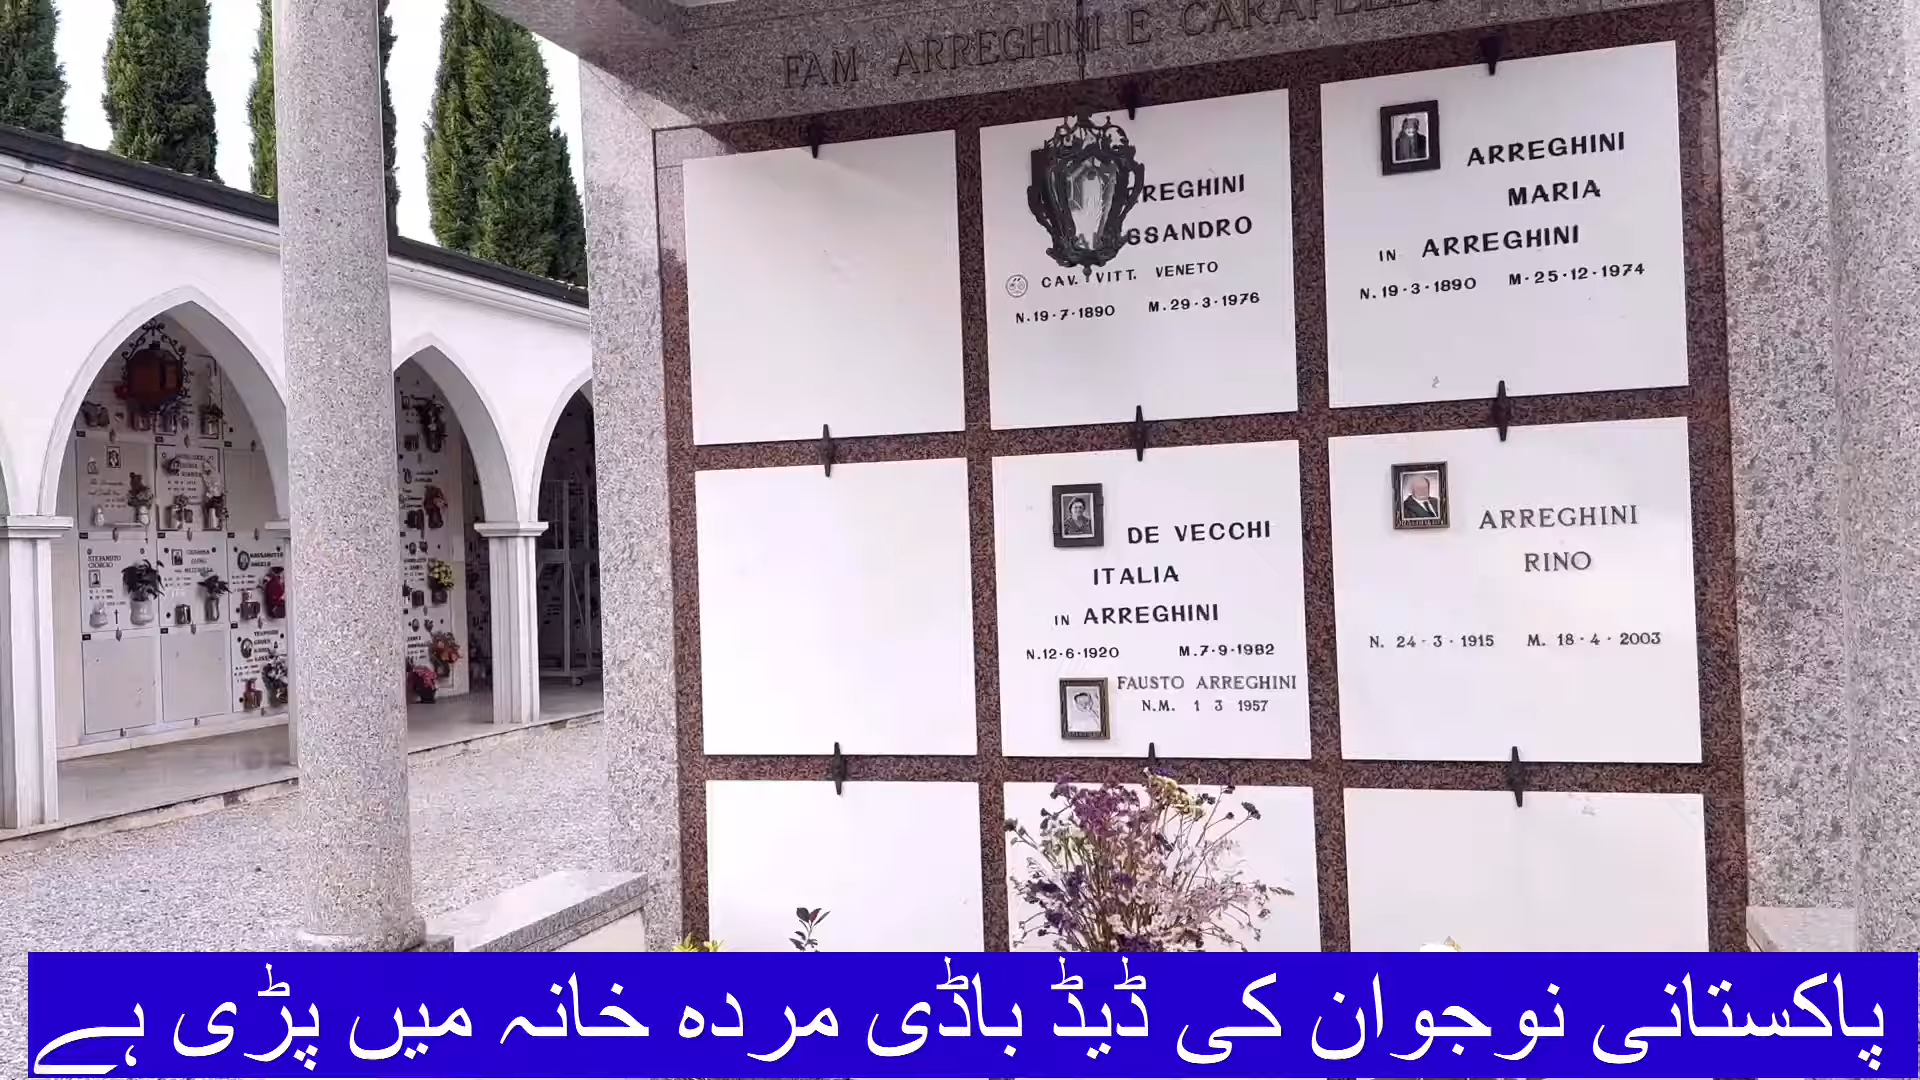 FAM ARREGHINI E
REGHINI
SSANDRO
CAV. VITT. VENETO
N.19·7·1890 M.29·3·1976
ARREGHINI
MARIA
IN ARREGHINI
N.19·3·1890 M·25·12·1974
DE VECCHI
ITALIA
IN ARREGHINI
N.12·6·1920 M.7·9·1982
FAUSTO ARREGHINI
N.M. 1 3 1957
ARREGHINI
RINO
N. 24·3·1915 M. 18·4·2003
STEFANUTO
GIORGIO
پاکستانی نوجوان کی ڈیڈ باڈی مردہ خانہ میں پڑی ہے